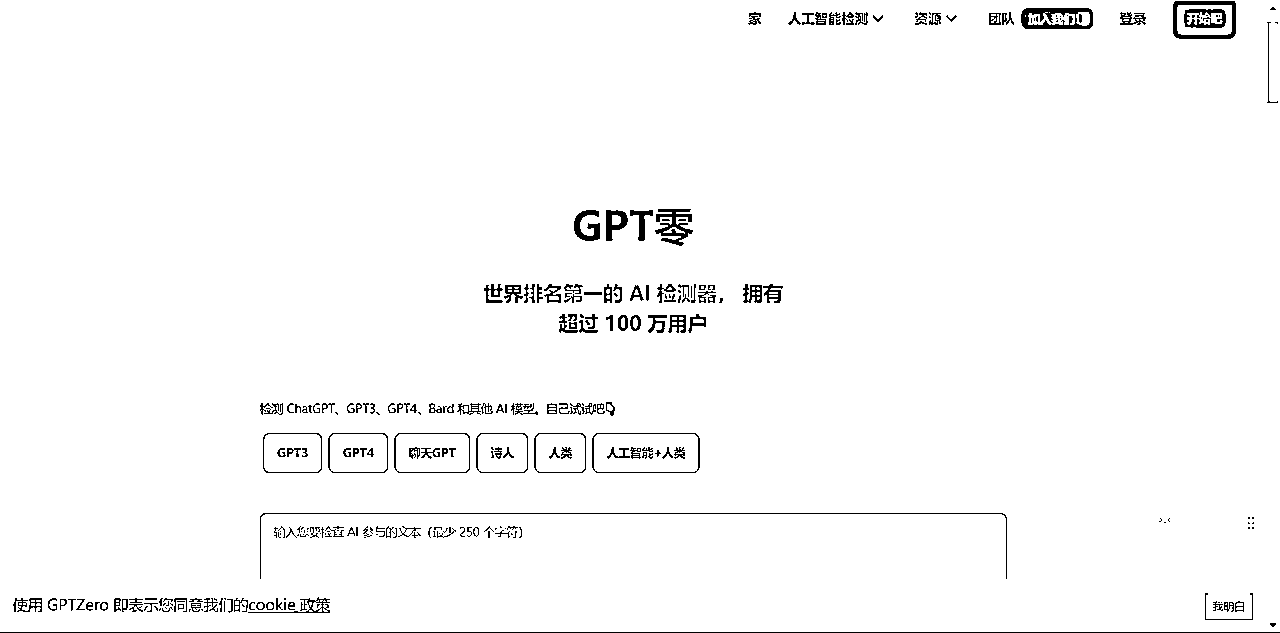 家 人工智能检测 资源 团队 加入我们 登录 开始吧
GPT零
世界排名第一的 AI 检测器， 拥有
超过 100 万用户
检测 ChatGPT、GPT3、GPT4、Bard 和其他 AI 模型。自己试试吧👇
GPT3 GPT4 聊天GPT 诗人 人类 人工智能+人类
输入您要检查 AI 参与的文本（最少 250 个字符）
使用 GPTZero 即表示您同意我们的cookie 政策
我明白